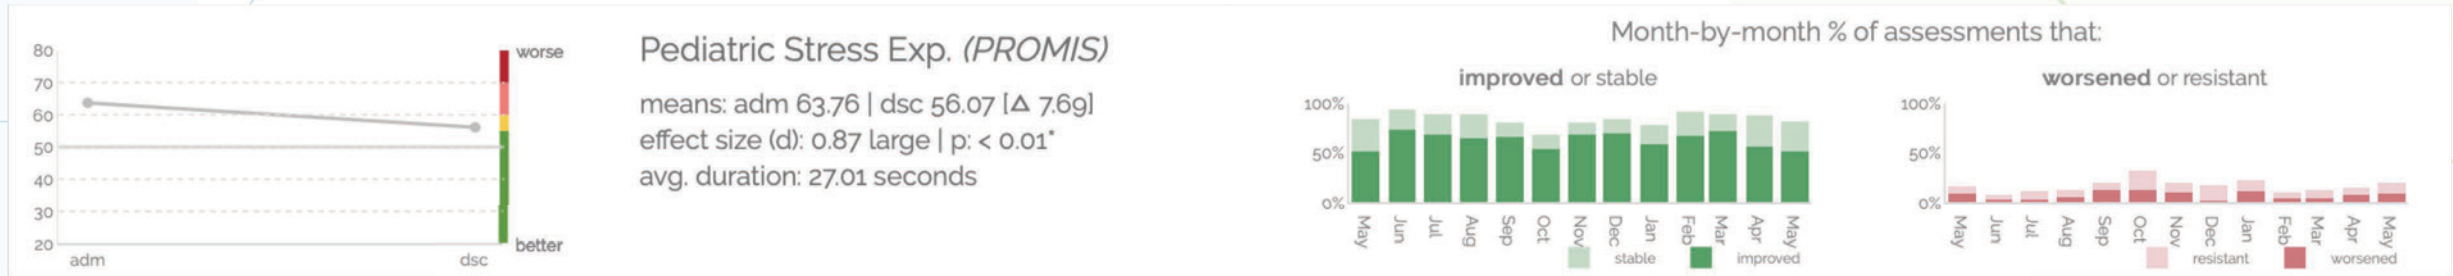 80
70
60
50
40
30
20
worse
better
adm
dsc
Pediatric Stress Exp. (PROMIS)
means: adm 63.76 | dsc 56.07 [Δ 7.69]
effect size (d): 0.87 large | p: < 0.01*
avg. duration: 27.01 seconds
Month-by-month % of assessments that:
improved or stable
100%
50%
0%
May
Jun
Jul
Aug
Sep
Oct
Nov
Dec
Jan
Feb
Mar
Apr
May
stable
improved
worsened or resistant
100%
50%
0%
May
Jun
Jul
Aug
Sep
Oct
Nov
Dec
Jan
Feb
Mar
Apr
May
resistant
worsened